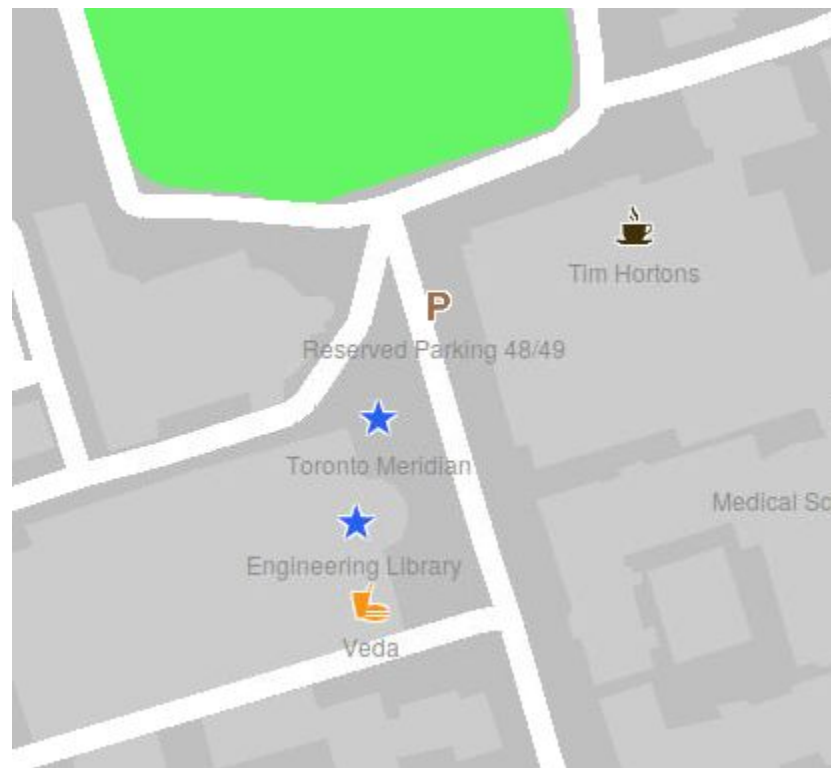 Tim Hortons
P
Reserved Parking 48/49
Toronto Meridian
Medical Sc
Engineering Library
Veda